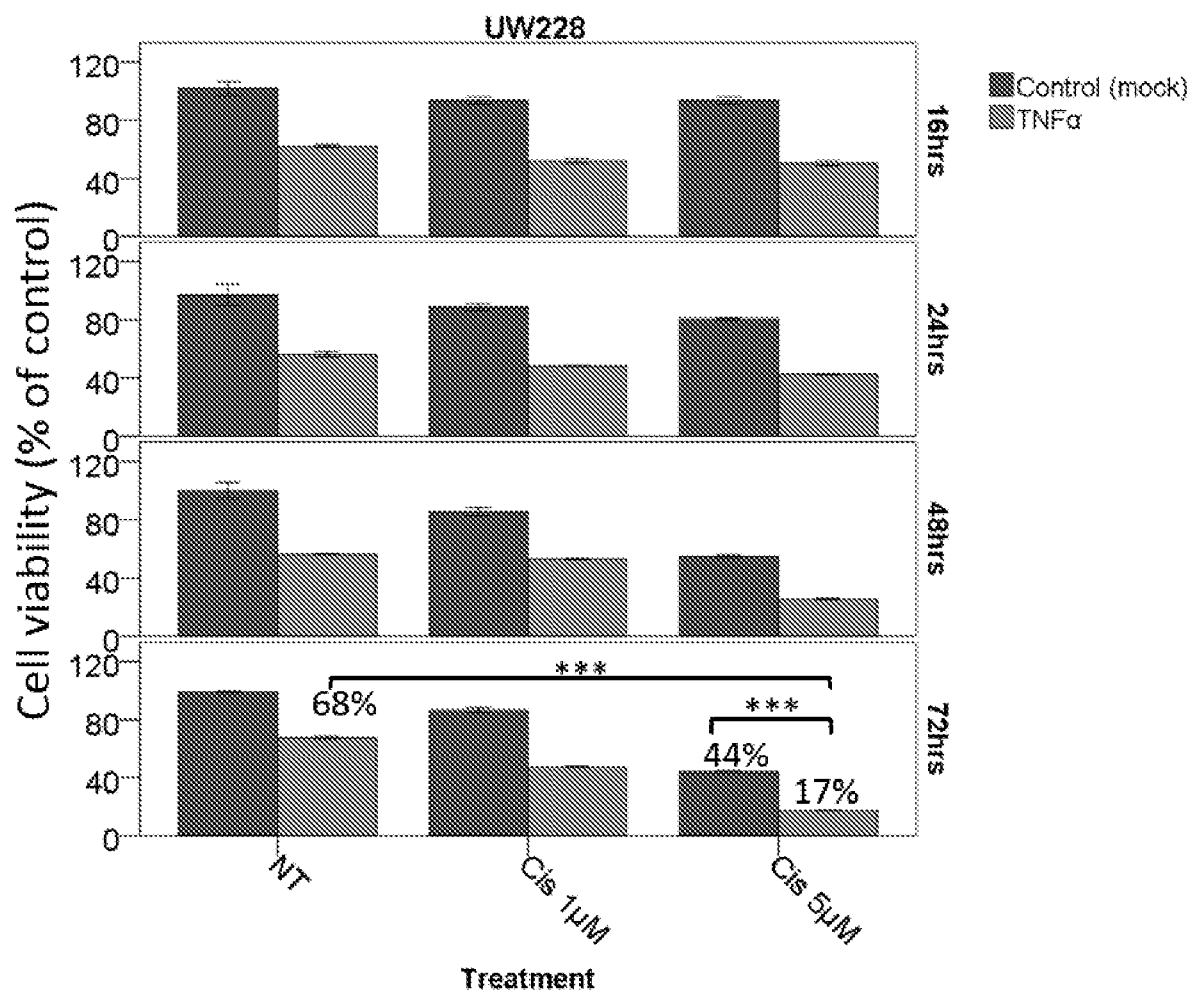 UW228
Control (mock)
TNFα
Cell viability (% of control)
120
80
40
0
16hrs
120
80
40
0
24hrs
120
80
40
0
48hrs
120
80
40
0
72hrs
***
68%
***
44%
17%
NT
Cis 1µM
Cis 5µM
Treatment